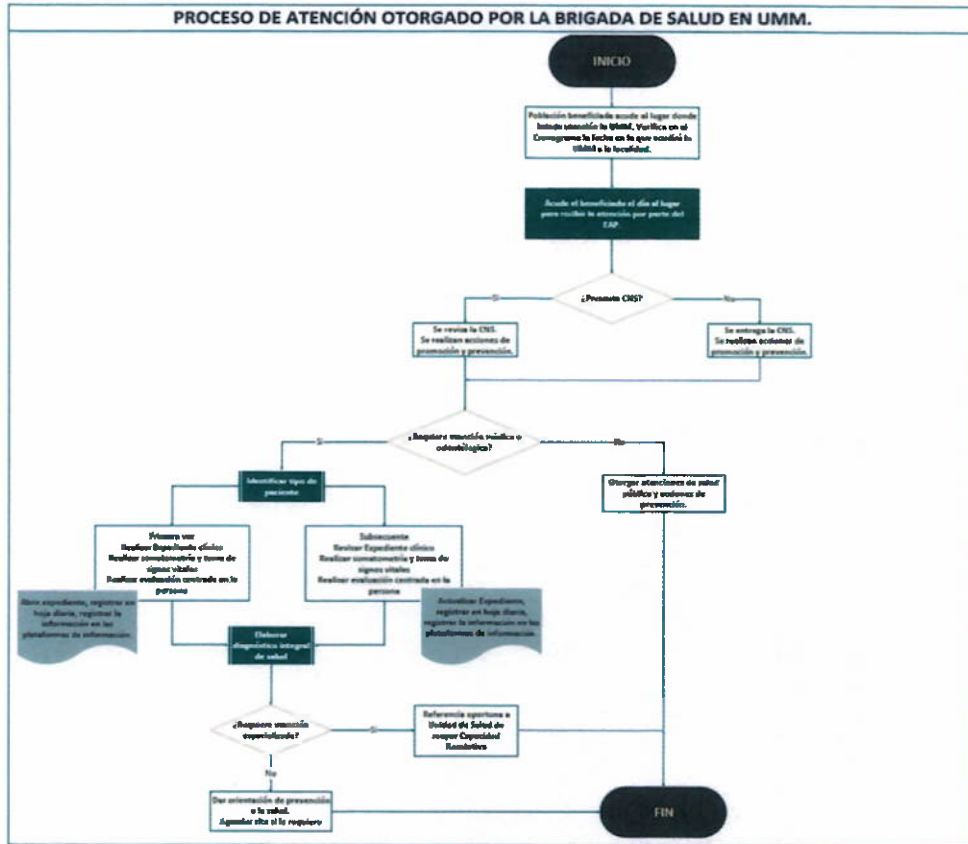 PROCESO DE ATENCIÓN OTORGADO POR LA BRIGADA DE SALUD EN UMM.
INICIO
Población beneficiada acude al lugar donde
brinda atención la UMM. Verifica en el
Cronograma la fecha en la que acudirá la
UMM a la localidad.
Acude el beneficiado el día al lugar
para recibir la atención por parte del
EAP.
¿Presenta CNS?
Si
No
Se revisa la CNS.
Se realizan acciones de
promoción y prevención.
Se entrega la CNS.
Se realizan acciones de
promoción y prevención.
¿Requiere atención médica o
odontológica?
Si
No
Identificar tipo de
paciente
Otorgar atenciones de salud
pública y acciones de
prevención.
Primera vez
Realizar Expediente clínico
Realizar somatometría y toma de
signos vitales
Realizar evaluación centrada en la
persona
Subsecuente
Revisar Expediente clínico
Realizar somatometría y toma de
signos vitales
Realizar evaluación centrada en la
persona
Abrir expediente, registrar en
hoja diaria, registrar la
información en las
plataformas de información.
Actualizar Expediente,
registrar en hoja diaria,
registrar la información en las
plataformas de información.
Elaborar
diagnóstico integral
de salud
¿Requiere atención
especializada?
Si
Referencia oportuna a
Unidad de Salud de
mayor Capacidad
Resolutiva
No
Dar orientación de prevención
a la salud.
Agendar cita si lo requiere
FIN